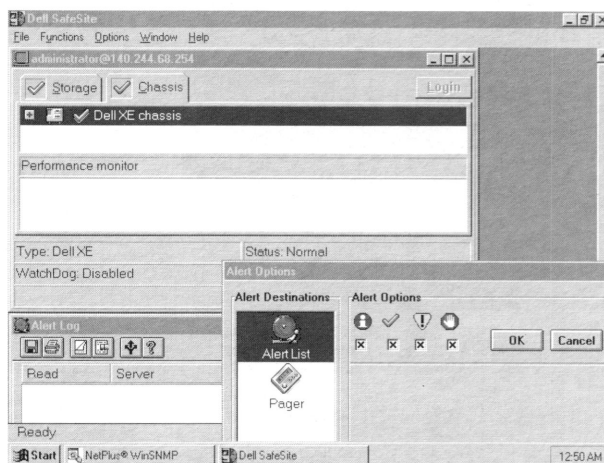 Dell SafeSite
File Functions Options Window Help
administrator@140.244.68.254
Storage Chassis Login
Dell XE chassis
Performance monitor
Type: Dell XE Status: Normal
WatchDog: Disabled
Alert Options
Alert Destinations Alert Options
Alert List
OK Cancel
Pager
Alert Log
Read Server
Ready
Start NetPlus® WinSNMP Dell SafeSite 12:50 AM